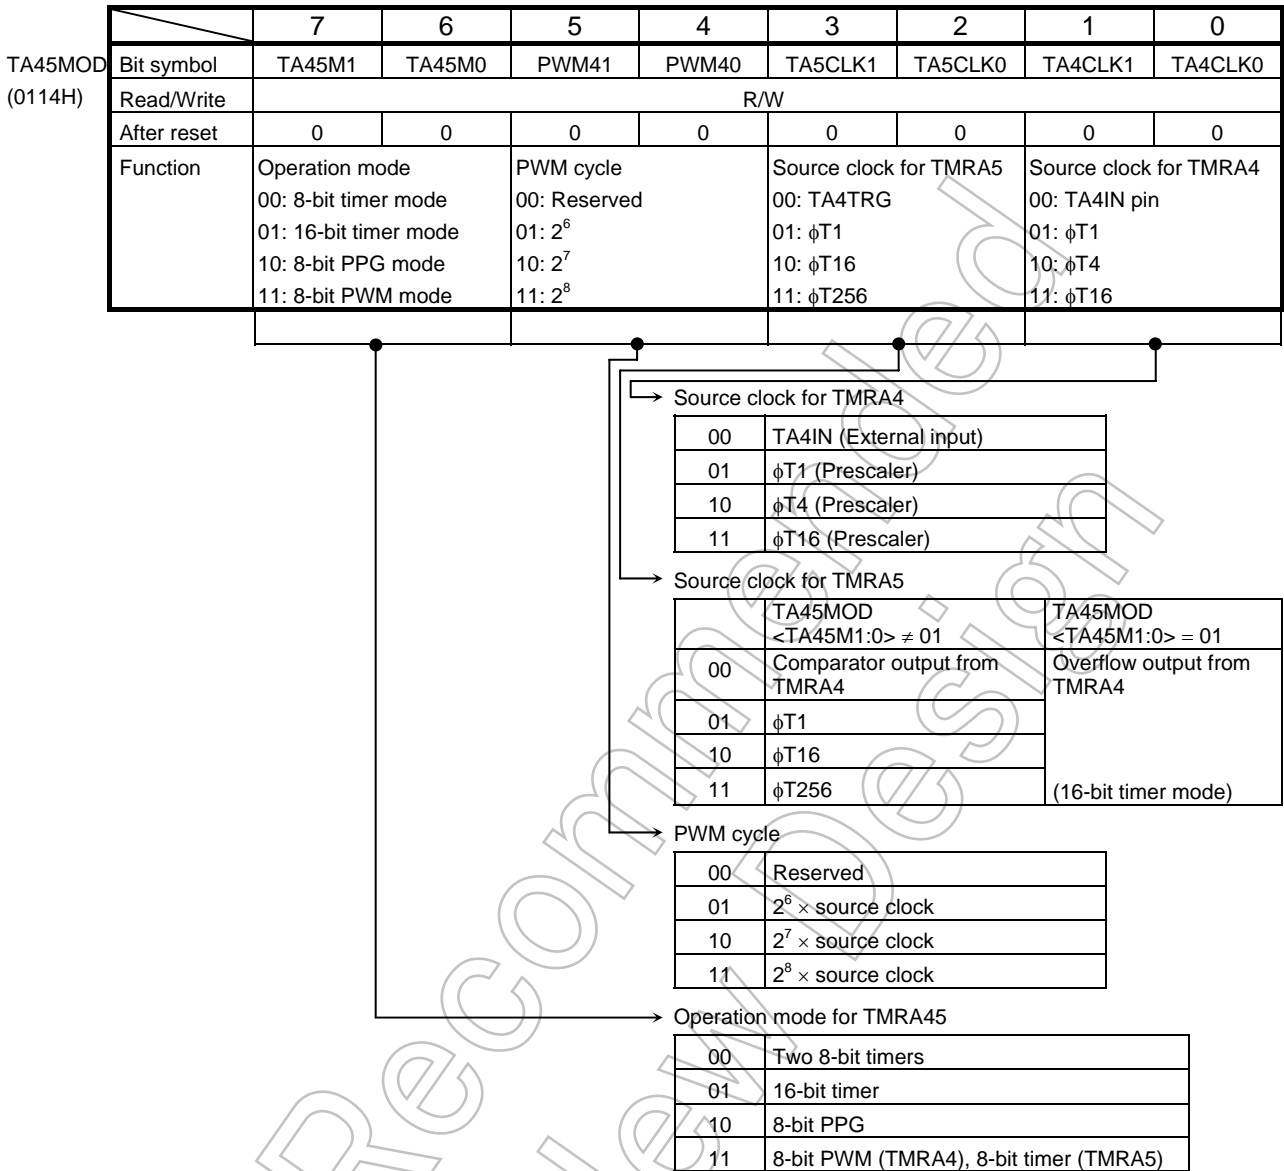 7 6 5 4 3 2 1 0
TA45MOD Bit symbol TA45M1 TA45M0 PWM41 PWM40 TA5CLK1 TA5CLK0 TA4CLK1 TA4CLK0
(0114H) Read/Write R/W
After reset 0 0 0 0 0 0 0 0
Function Operation mode PWM cycle Source clock for TMRA5 Source clock for TMRA4
00: 8-bit timer mode 00: Reserved 00: TA4TRG 00: TA4IN pin
01: 16-bit timer mode 01: 2^6 01: ϕT1 01: ϕT1
10: 8-bit PPG mode 10: 2^7 10: ϕT16 10: ϕT4
11: 8-bit PWM mode 11: 2^8 11: ϕT256 11: ϕT16
Source clock for TMRA4
00 TA4IN (External input)
01 ϕT1 (Prescaler)
10 ϕT4 (Prescaler)
11 ϕT16 (Prescaler)
Source clock for TMRA5
TA45MOD TA45MOD
<TA45M1:0> ≠ 01 <TA45M1:0> = 01
00 Comparator output from Overflow output from
TMRA4 TMRA4
01 ϕT1
10 ϕT16
11 ϕT256 (16-bit timer mode)
PWM cycle
00 Reserved
01 2^6 × source clock
10 2^7 × source clock
11 2^8 × source clock
Operation mode for TMRA45
00 Two 8-bit timers
01 16-bit timer
10 8-bit PPG
11 8-bit PWM (TMRA4), 8-bit timer (TMRA5)
Recommended
New Design